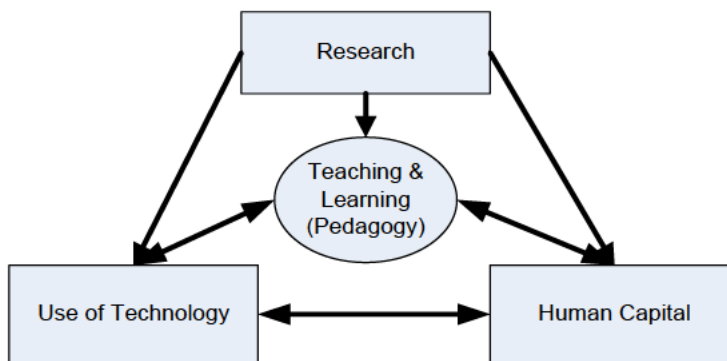 Research
Teaching &
Learning
(Pedagogy)
Use of Technology
Human Capital